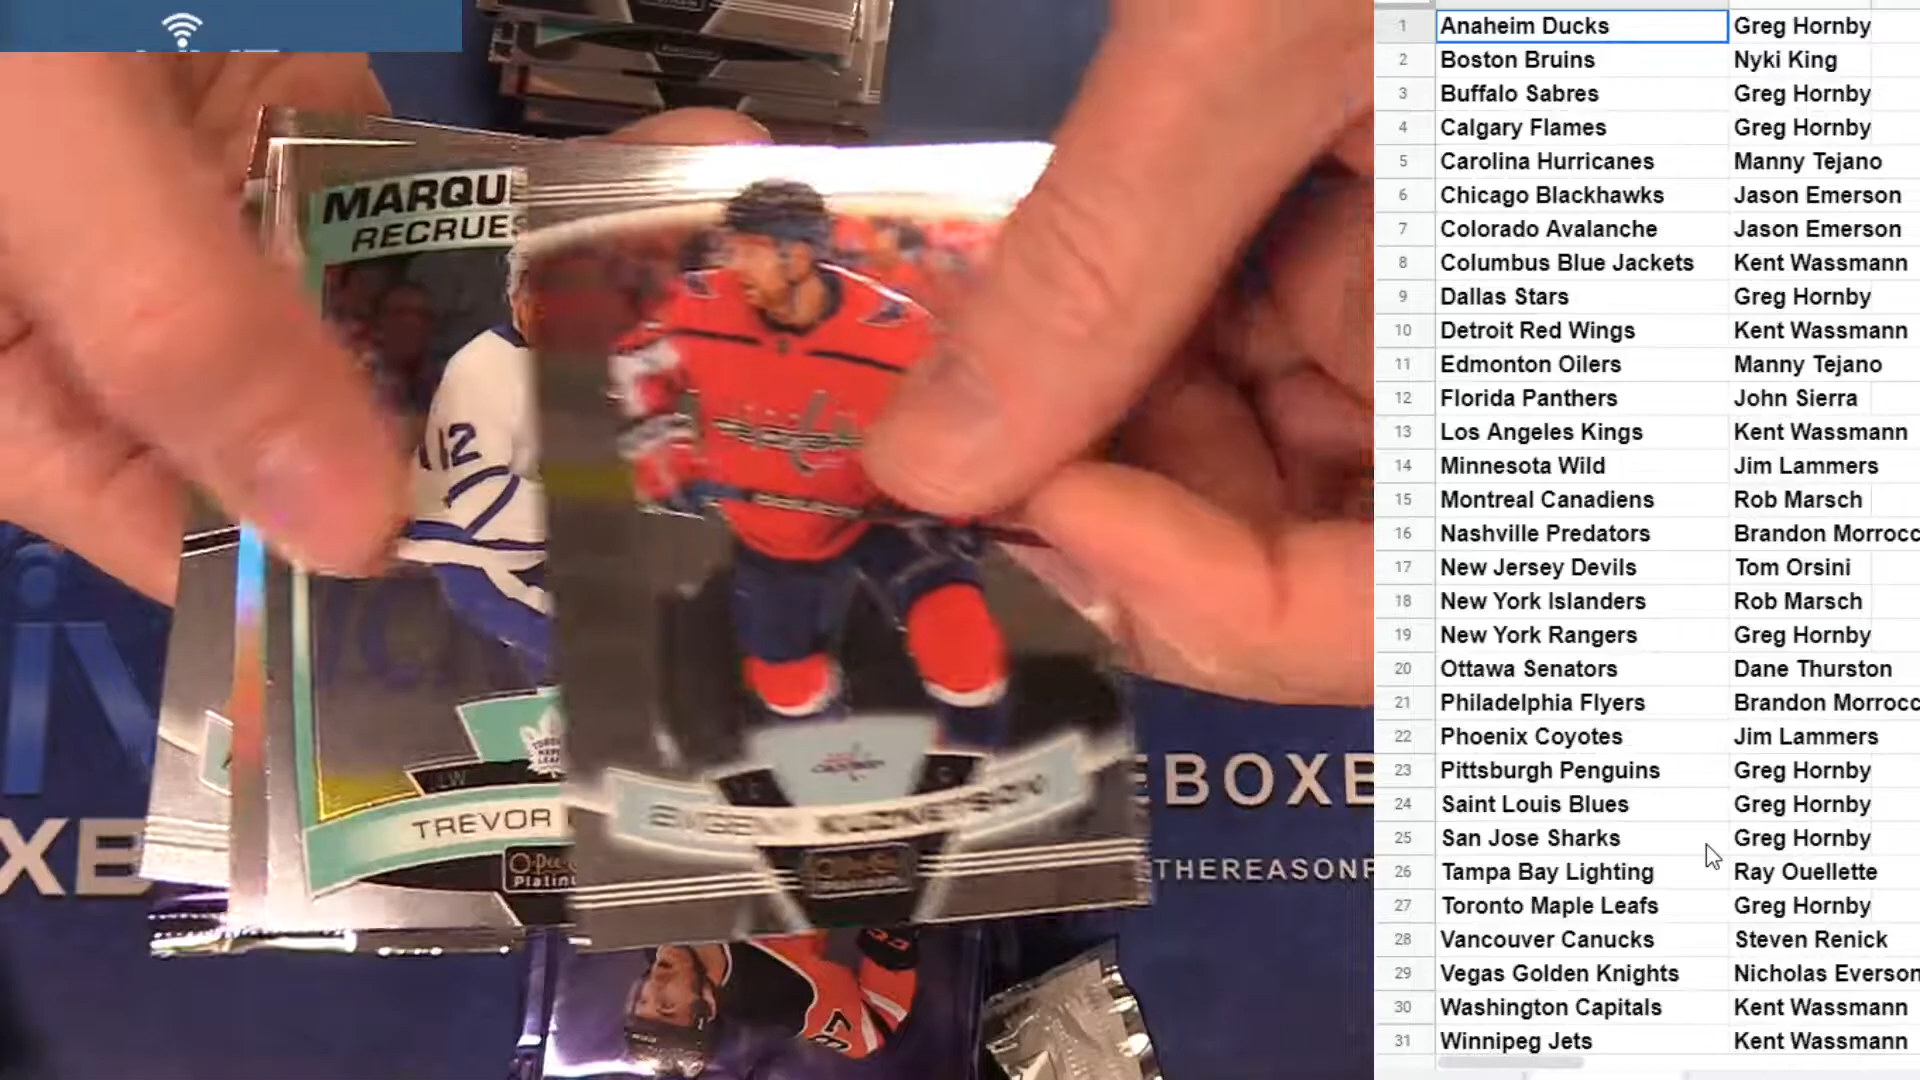 MARQU
RECRUES
12
LW
TREVOR
O-Pee-
Platinu
EVGENI KUZNETSOV
C
EBOXB
XB
THEREASONF
1 Anaheim Ducks Greg Hornby
2 Boston Bruins Nyki King
3 Buffalo Sabres Greg Hornby
4 Calgary Flames Greg Hornby
5 Carolina Hurricanes Manny Tejano
6 Chicago Blackhawks Jason Emerson
7 Colorado Avalanche Jason Emerson
8 Columbus Blue Jackets Kent Wassmann
9 Dallas Stars Greg Hornby
10 Detroit Red Wings Kent Wassmann
11 Edmonton Oilers Manny Tejano
12 Florida Panthers John Sierra
13 Los Angeles Kings Kent Wassmann
14 Minnesota Wild Jim Lammers
15 Montreal Canadiens Rob Marsch
16 Nashville Predators Brandon Morrocc
17 New Jersey Devils Tom Orsini
18 New York Islanders Rob Marsch
19 New York Rangers Greg Hornby
20 Ottawa Senators Dane Thurston
21 Philadelphia Flyers Brandon Morrocc
22 Phoenix Coyotes Jim Lammers
23 Pittsburgh Penguins Greg Hornby
24 Saint Louis Blues Greg Hornby
25 San Jose Sharks Greg Hornby
26 Tampa Bay Lighting Ray Ouellette
27 Toronto Maple Leafs Greg Hornby
28 Vancouver Canucks Steven Renick
29 Vegas Golden Knights Nicholas Everson
30 Washington Capitals Kent Wassmann
31 Winnipeg Jets Kent Wassmann